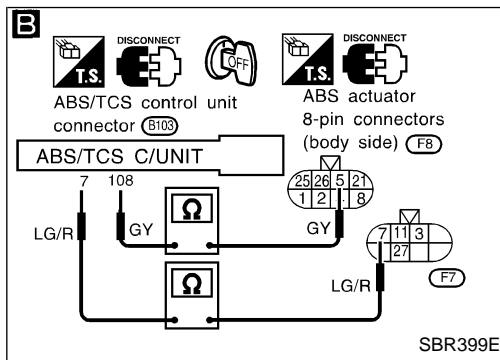 B
DISCONNECT
DISCONNECT
T.S.
OFF
T.S.
ABS/TCS control unit
connector B103
ABS actuator
8-pin connectors
(body side) F8
ABS/TCS C/UNIT
7 108
25 26 5 21
1 2 8
Ω
LG/R
GY
GY
7 11 3
27
Ω
LG/R
F7
SBR399E